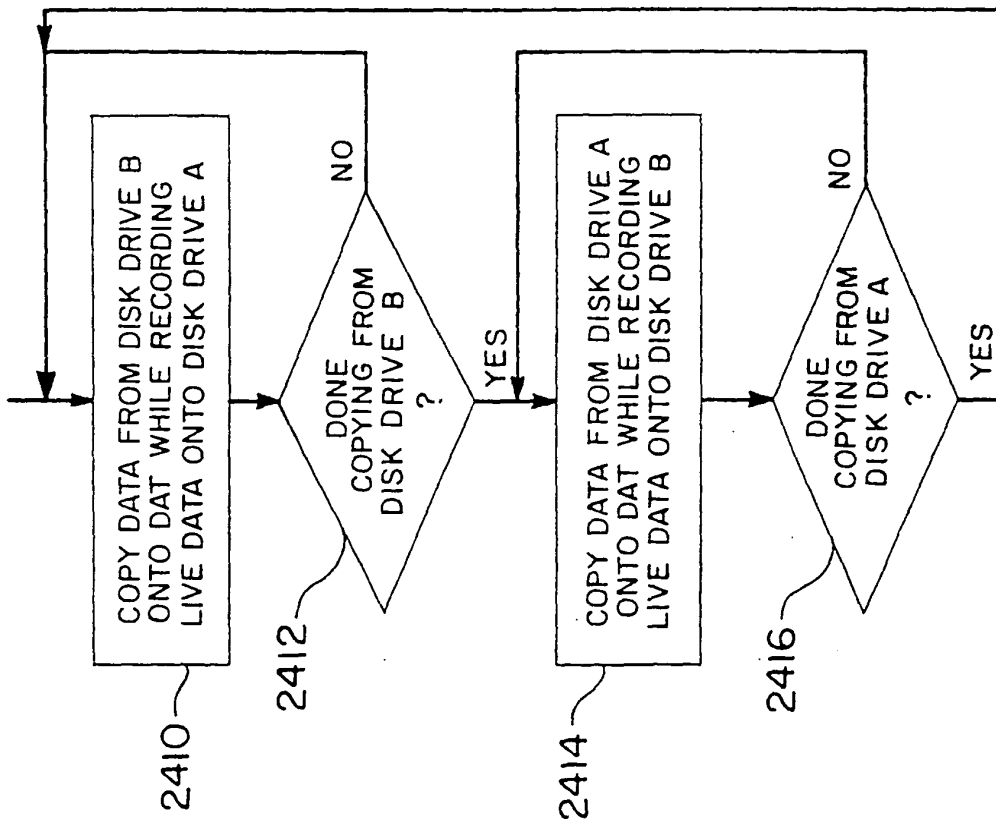 COPY DATA FROM DISK DRIVE B
ONTO DAT WHILE RECORDING
LIVE DATA ONTO DISK DRIVE A
2410
DONE
COPYING FROM
DISK DRIVE B
?
NO
2412
YES
COPY DATA FROM DISK DRIVE A
ONTO DAT WHILE RECORDING
LIVE DATA ONTO DISK DRIVE B
2414
DONE
COPYING FROM
DISK DRIVE A
?
NO
2416
YES